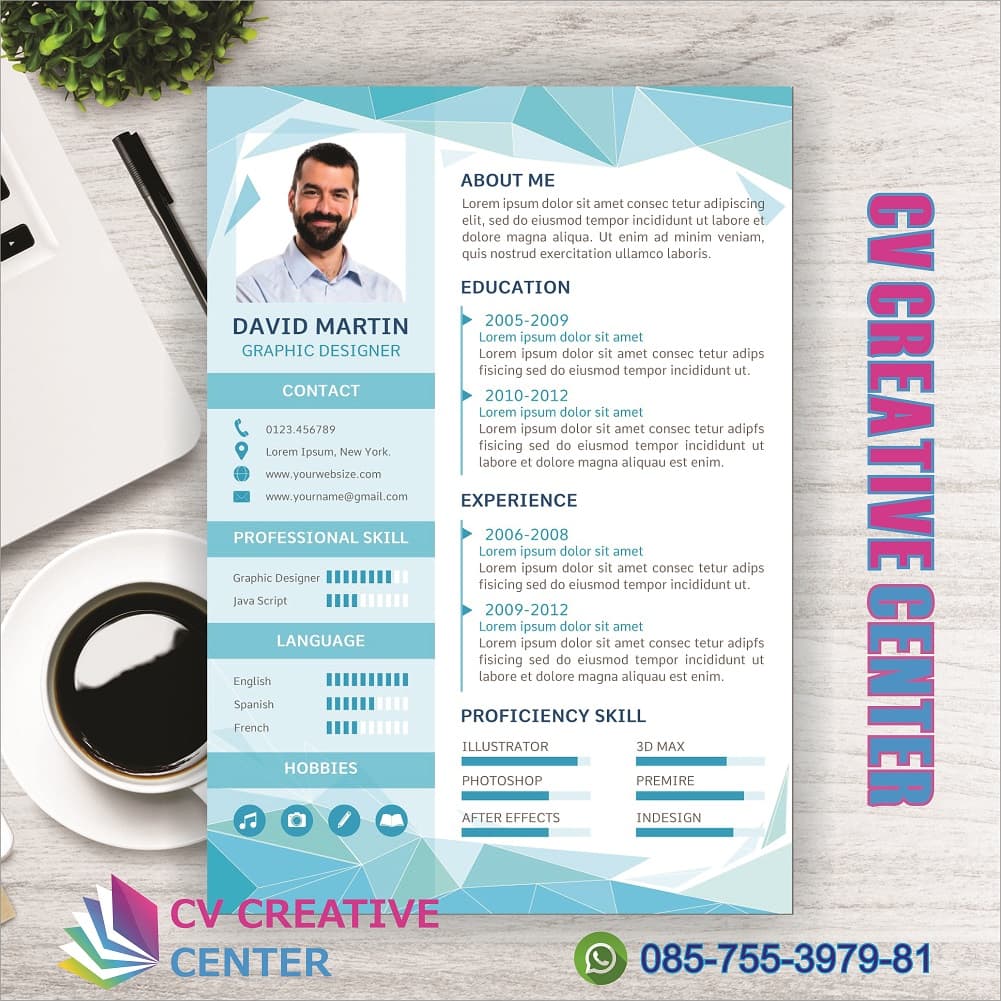 DAVID MARTIN
GRAPHIC DESIGNER
CONTACT
0123.456789
Lorem Ipsum, New York.
www.yourwebsize.com
www.yourname@gmail.com
PROFESSIONAL SKILL
Graphic Designer
Java Script
LANGUAGE
English
Spanish
French
HOBBIES
ABOUT ME
Lorem ipsum dolor sit amet consec tetur adipiscing
elit, sed do eiusmod tempor incididunt ut labore et
dolore magna aliqua. Ut enim ad minim veniam,
quis nostrud exercitation ullamco laboris.
EDUCATION
2005-2009
Lorem ipsum dolor sit amet
Lorem ipsum dolor sit amet consec tetur adips
fisicing sed do eiusmod tempor incididunt ut.
2010-2012
Lorem ipsum dolor sit amet
Lorem ipsum dolor sit amet consec tetur adipfs
fisicing sed do eiusmod tempor incididunt ut
labore et dolore magna aliquau est enim.
EXPERIENCE
2006-2008
Lorem ipsum dolor sit amet
Lorem ipsum dolor sit amet consec tetur adips
fisicing sed do eiusmod tempor incididunt ut.
2009-2012
Lorem ipsum dolor sit amet
Lorem ipsum dolor sit amet consec tetur adipfs
fisicing sed do eiusmod tempor incididunt ut
labore et dolore magna aliquau est enim.
PROFICIENCY SKILL
ILLUSTRATOR
3D MAX
PHOTOSHOP
PREMIRE
AFTER EFFECTS
INDESIGN
CV CREATIVE CENTER
CV CREATIVE
CENTER
085-755-3979-81